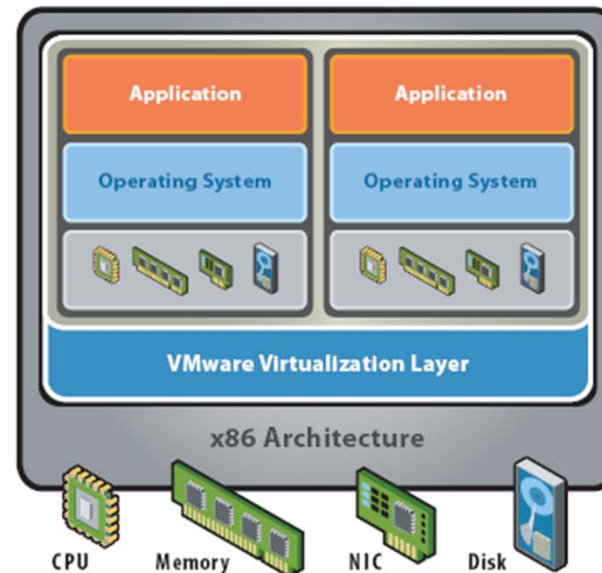 Application
Application
Operating System
Operating System
VMware Virtualization Layer
x86 Architecture
CPU
Memory
NIC
Disk